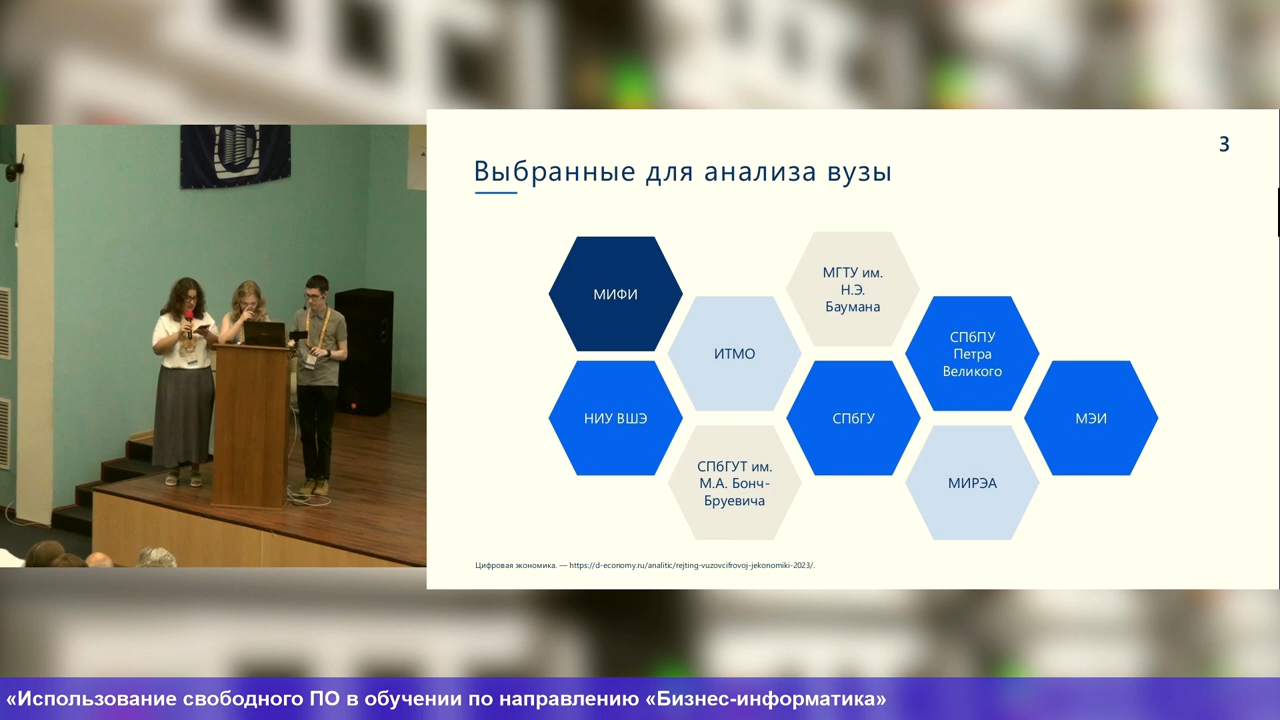 3
Выбранные для анализа вузы
МИФИ
МГТУ им.
Н.Э.
Баумана
ИТМО
СПбПУ
Петра
Великого
НИУ ВШЭ
СПбГУ
МЭИ
СПбГУТ им.
М.А. Бонч-
Бруевича
МИРЭА
Цифровая экономика. — https://d-economy.ru/analitic/rejting-vuzovcifrovoj-jekonomiki-2023/.
«Использование свободного ПО в обучении по направлению «Бизнес-информатика»